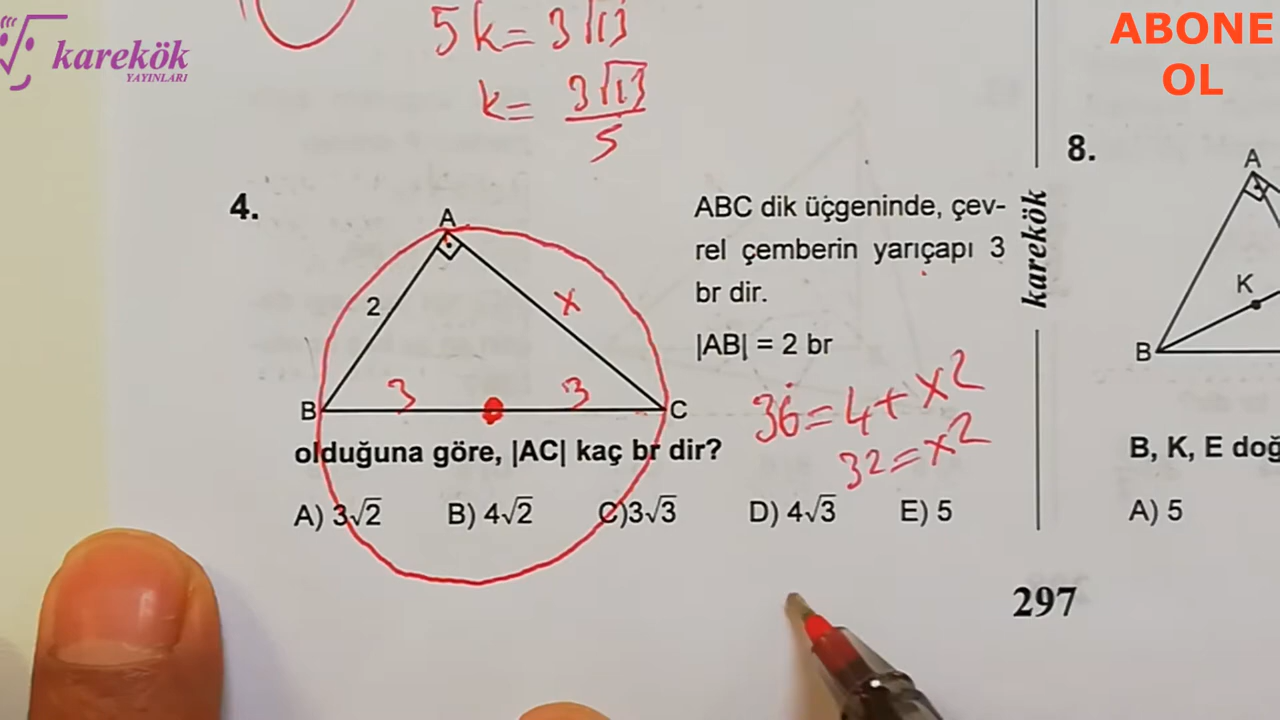 karekök
YAYINLARI
ABONE
OL
5k = 3√13
k = 3√13/5
4.
A
2
x
B
3
3
C
ABC dik üçgeninde, çev-
rel çemberin yarıçapı 3
br dir.
|AB| = 2 br
36 = 4 + x²
32 = x²
olduğuna göre, |AC| kaç br dir?
A) 3√2 B) 4√2 C)3√3 D) 4√3 E) 5
karekök
297
8.
A
K
B
B, K, E doğ
A) 5